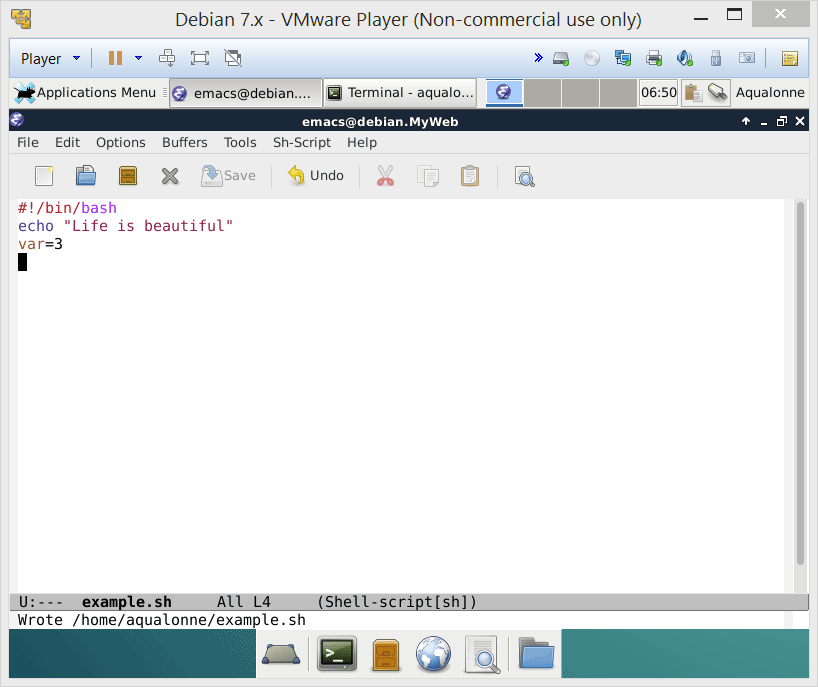 Debian 7.x - VMware Player (Non-commercial use only)
Player
Applications Menu
emacs@debian....
Terminal - aqualo...
06:50
Aqualonne
emacs@debian.MyWeb
File Edit Options Buffers Tools Sh-Script Help
Save Undo
#!/bin/bash
echo "Life is beautiful"
var=3
U:--- example.sh All L4 (Shell-script[sh])
Wrote /home/aqualonne/example.sh